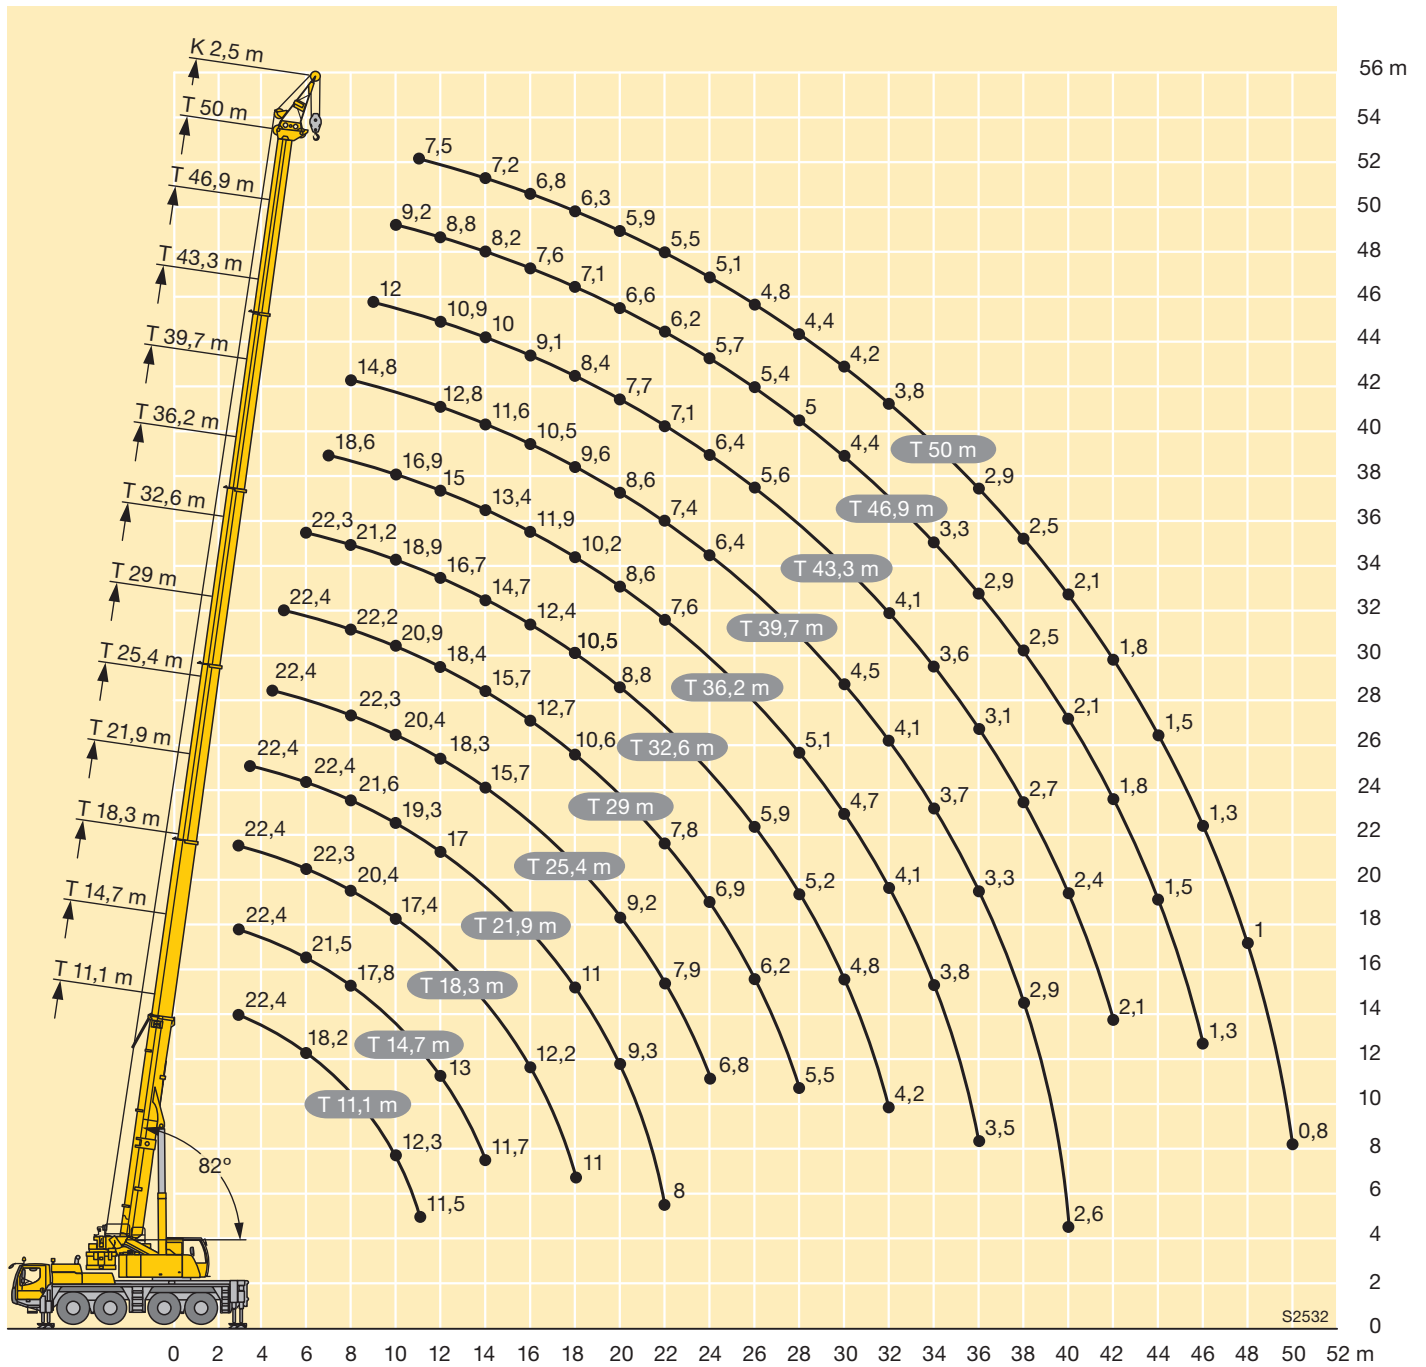 K 2,5 m
T 50 m
T 46,9 m
T 43,3 m
T 39,7 m
T 36,2 m
T 32,6 m
T 29 m
T 25,4 m
T 21,9 m
T 18,3 m
T 14,7 m
T 11,1 m
82°
7,5 7,2 6,8 6,3 5,9 5,5 5,1 4,8 4,4 4,2 3,8 T 50 m 2,9 2,5 2,1 1,8 1,5 1,3 1 0,8
9,2 8,8 8,2 7,6 7,1 6,6 6,2 5,7 5,4 5 4,4 T 46,9 m 3,3 2,9 2,5 2,1 1,8 1,5 1,3
12 10,9 10 9,1 8,4 7,7 7,1 6,4 5,6 T 43,3 m 4,1 3,6 3,1 2,7 2,4 2,1
14,8 12,8 11,6 10,5 9,6 8,6 7,4 6,4 T 39,7 m 4,5 4,1 3,7 3,3 2,9 2,6
18,6 16,9 15 13,4 11,9 10,2 8,6 7,6 T 36,2 m 5,1 4,7 4,1 3,8 3,5
22,3 21,2 18,9 16,7 14,7 12,4 10,5 8,8 T 32,6 m 5,9 5,2 4,8 4,2
22,4 22,2 20,9 18,4 15,7 12,7 10,6 T 29 m 7,8 6,9 6,2 5,5
22,4 22,3 20,4 18,3 15,7 T 25,4 m 9,2 7,9 6,8
22,4 22,4 21,6 19,3 17 T 21,9 m 11 9,3 8
22,4 22,3 20,4 17,4 T 18,3 m 12,2 11
22,4 21,5 17,8 T 14,7 m 13 11,7
22,4 18,2 T 11,1 m 12,3 11,5
56 m
54
52
50
48
46
44
42
40
38
36
34
32
30
28
26
24
22
20
18
16
14
12
10
8
6
4
2
0
S2532
0 2 4 6 8 10 12 14 16 18 20 22 24 26 28 30 32 34 36 38 40 42 44 46 48 50 52 m